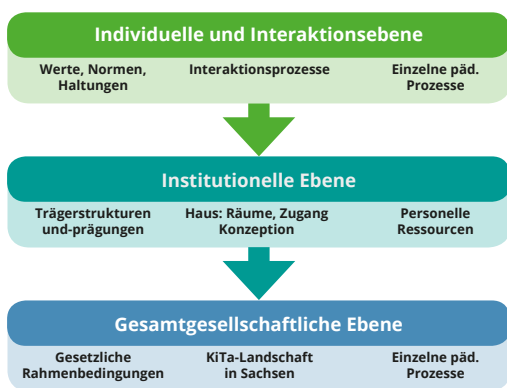 Individuelle und Interaktionsebene
Werte, Normen, Interaktionsprozesse Einzelne päd.
Haltungen Prozesse
Institutionelle Ebene
Trägerstrukturen Haus: Räume, Zugang Personelle
und-prägungen Konzeption Ressourcen
Gesamtgesellschaftliche Ebene
Gesetzliche KiTa-Landschaft Einzelne päd.
Rahmenbedingungen in Sachsen Prozesse